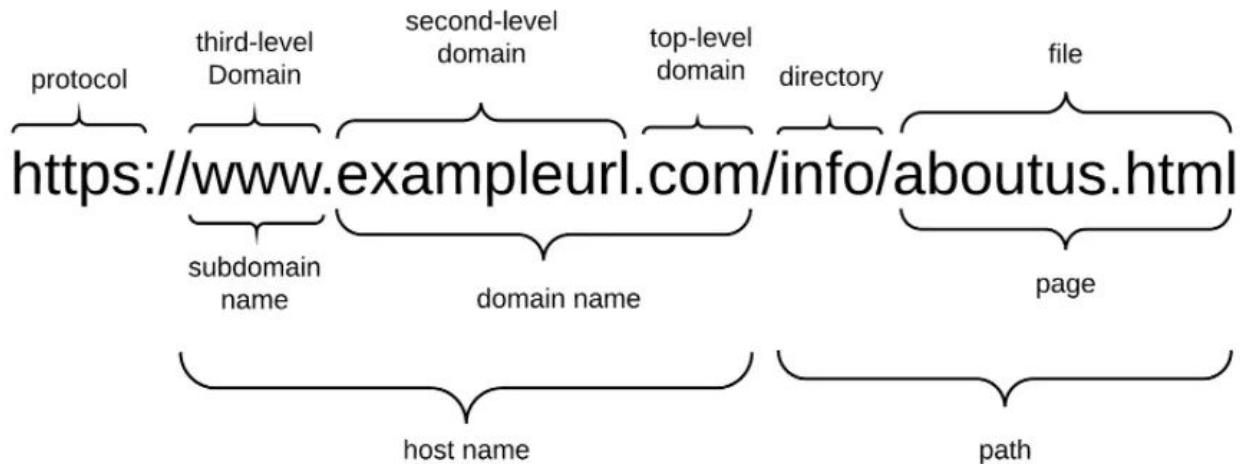 protocol
third-level
Domain
second-level
domain
top-level
domain
directory
file
https://www.exampleurl.com/info/aboutus.html
subdomain
name
domain name
page
host name
path